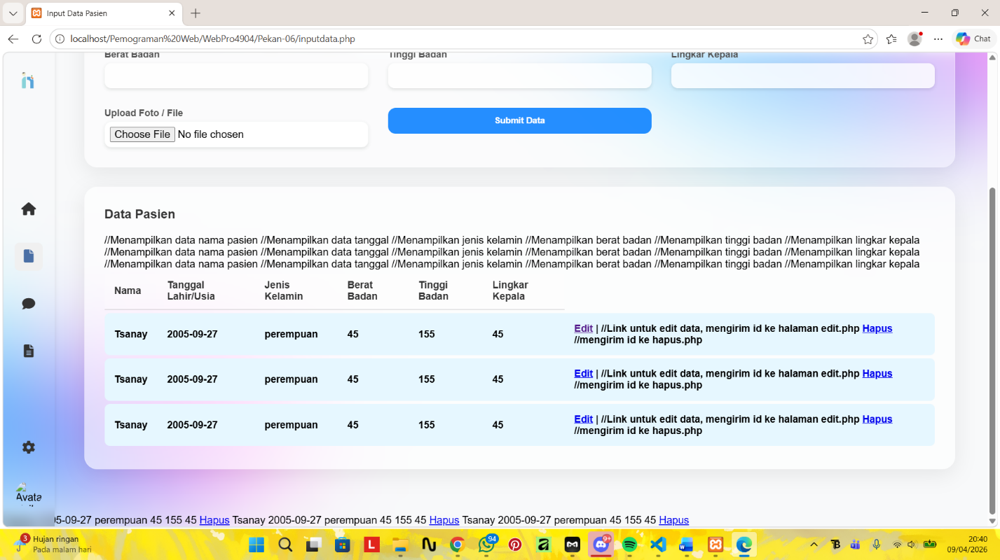 Input Data Pasien
localhost/Pemograman%20Web/WebPro4904/Pekan-06/inputdata.php
Chat
Berat Badan
Tinggi Badan
Lingkar Kepala
Upload Foto / File
Choose File No file chosen
Submit Data
Data Pasien
//Menampilkan data nama pasien //Menampilkan data tanggal //Menampilkan jenis kelamin //Menampilkan berat badan //Menampilkan tinggi badan //Menampilkan lingkar kepala
//Menampilkan data nama pasien //Menampilkan data tanggal //Menampilkan jenis kelamin //Menampilkan berat badan //Menampilkan tinggi badan //Menampilkan lingkar kepala
//Menampilkan data nama pasien //Menampilkan data tanggal //Menampilkan jenis kelamin //Menampilkan berat badan //Menampilkan tinggi badan //Menampilkan lingkar kepala
Nama
Tanggal
Lahir/Usia
Jenis
Kelamin
Berat
Badan
Tinggi
Badan
Lingkar
Kepala
Tsanay 2005-09-27 perempuan 45 155 45
Edit | //Link untuk edit data, mengirim id ke halaman edit.php Hapus
//mengirim id ke hapus.php
Tsanay 2005-09-27 perempuan 45 155 45
Edit | //Link untuk edit data, mengirim id ke halaman edit.php Hapus
//mengirim id ke hapus.php
Tsanay 2005-09-27 perempuan 45 155 45
Edit | //Link untuk edit data, mengirim id ke halaman edit.php Hapus
//mengirim id ke hapus.php
Avata
5-09-27 perempuan 45 155 45 Hapus Tsanay 2005-09-27 perempuan 45 155 45 Hapus Tsanay 2005-09-27 perempuan 45 155 45 Hapus
3
Hujan ringan
Pada malam hari
L
94
9+
20:40
09/04/2026